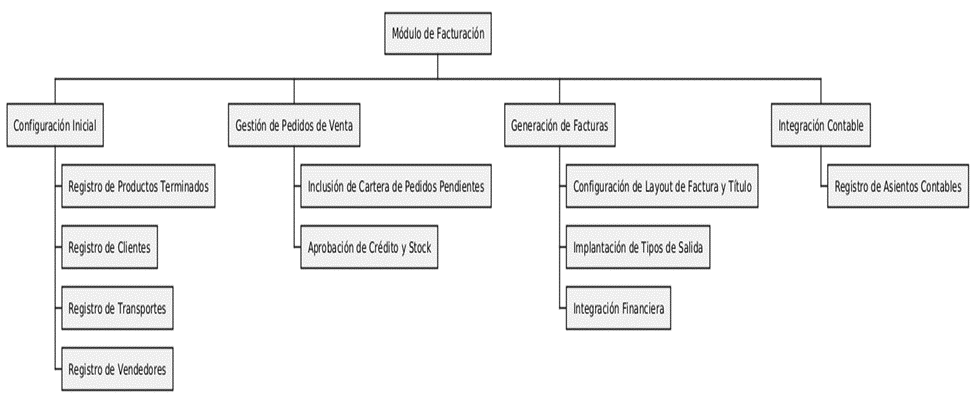 Módulo de Facturación
Configuración Inicial
Registro de Productos Terminados
Registro de Clientes
Registro de Transportes
Registro de Vendedores
Gestión de Pedidos de Venta
Inclusión de Cartera de Pedidos Pendientes
Aprobación de Crédito y Stock
Generación de Facturas
Configuración de Layout de Factura y Título
Implantación de Tipos de Salida
Integración Financiera
Integración Contable
Registro de Asientos Contables